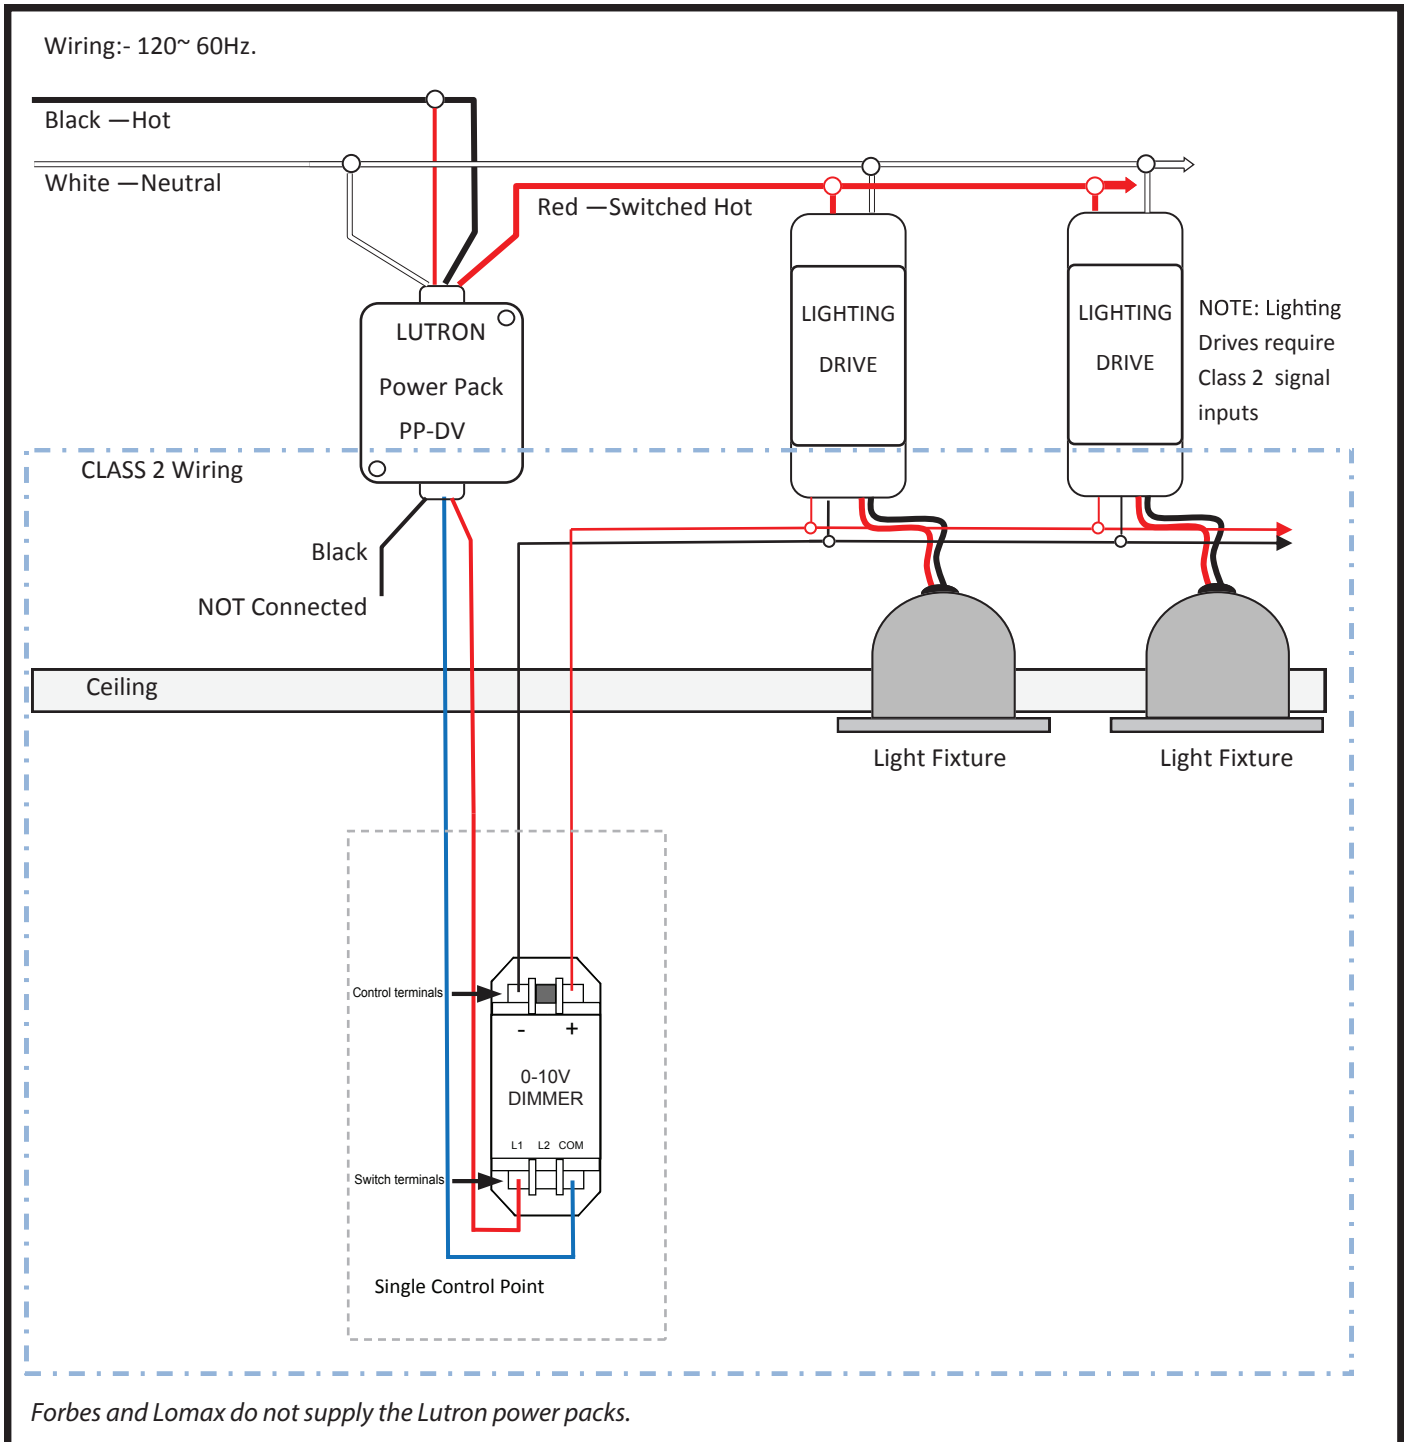 Wiring:- 120~ 60Hz.
Black —Hot
White —Neutral
Red —Switched Hot
LUTRON
Power Pack
PP-DV
LIGHTING
DRIVE
LIGHTING
DRIVE
NOTE: Lighting
Drives require
Class 2 signal
inputs
CLASS 2 Wiring
Black
NOT Connected
Ceiling
Light Fixture
Light Fixture
Control terminals
- +
0-10V
DIMMER
L1 L2 COM
Switch terminals
Single Control Point
Forbes and Lomax do not supply the Lutron power packs.